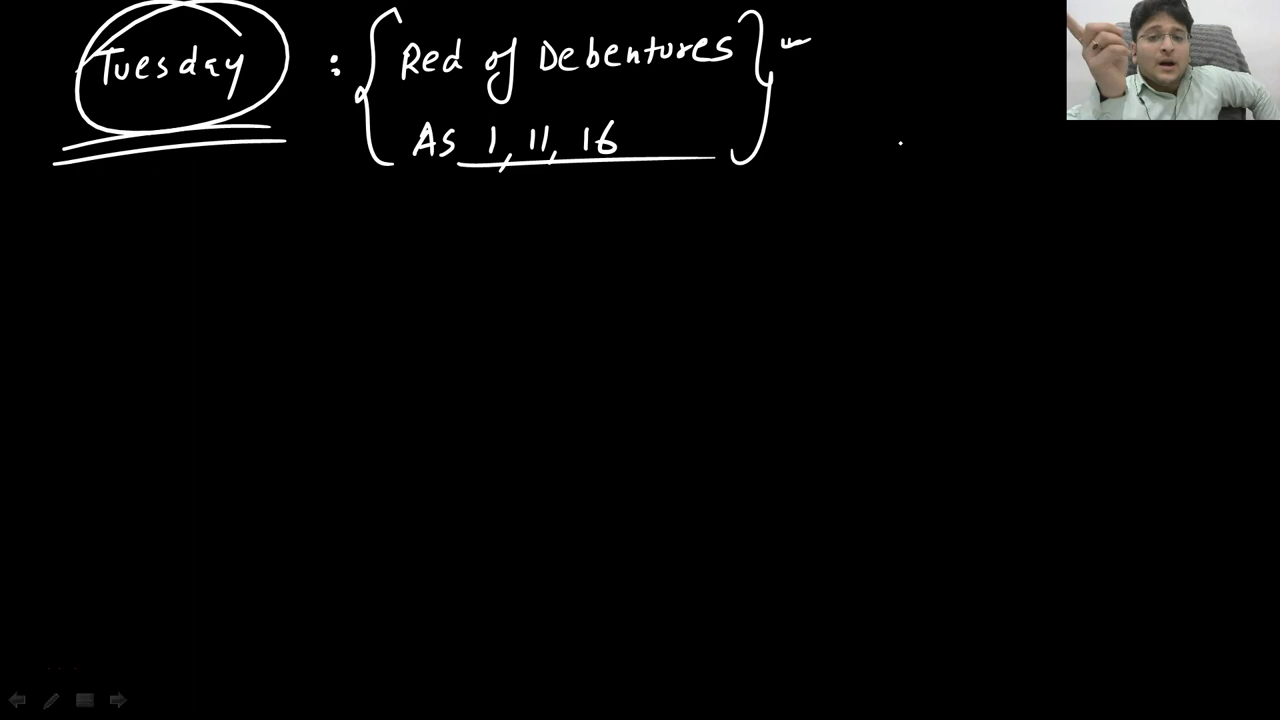 Tuesday : { Red of Debentures }
As 1, 11, 16